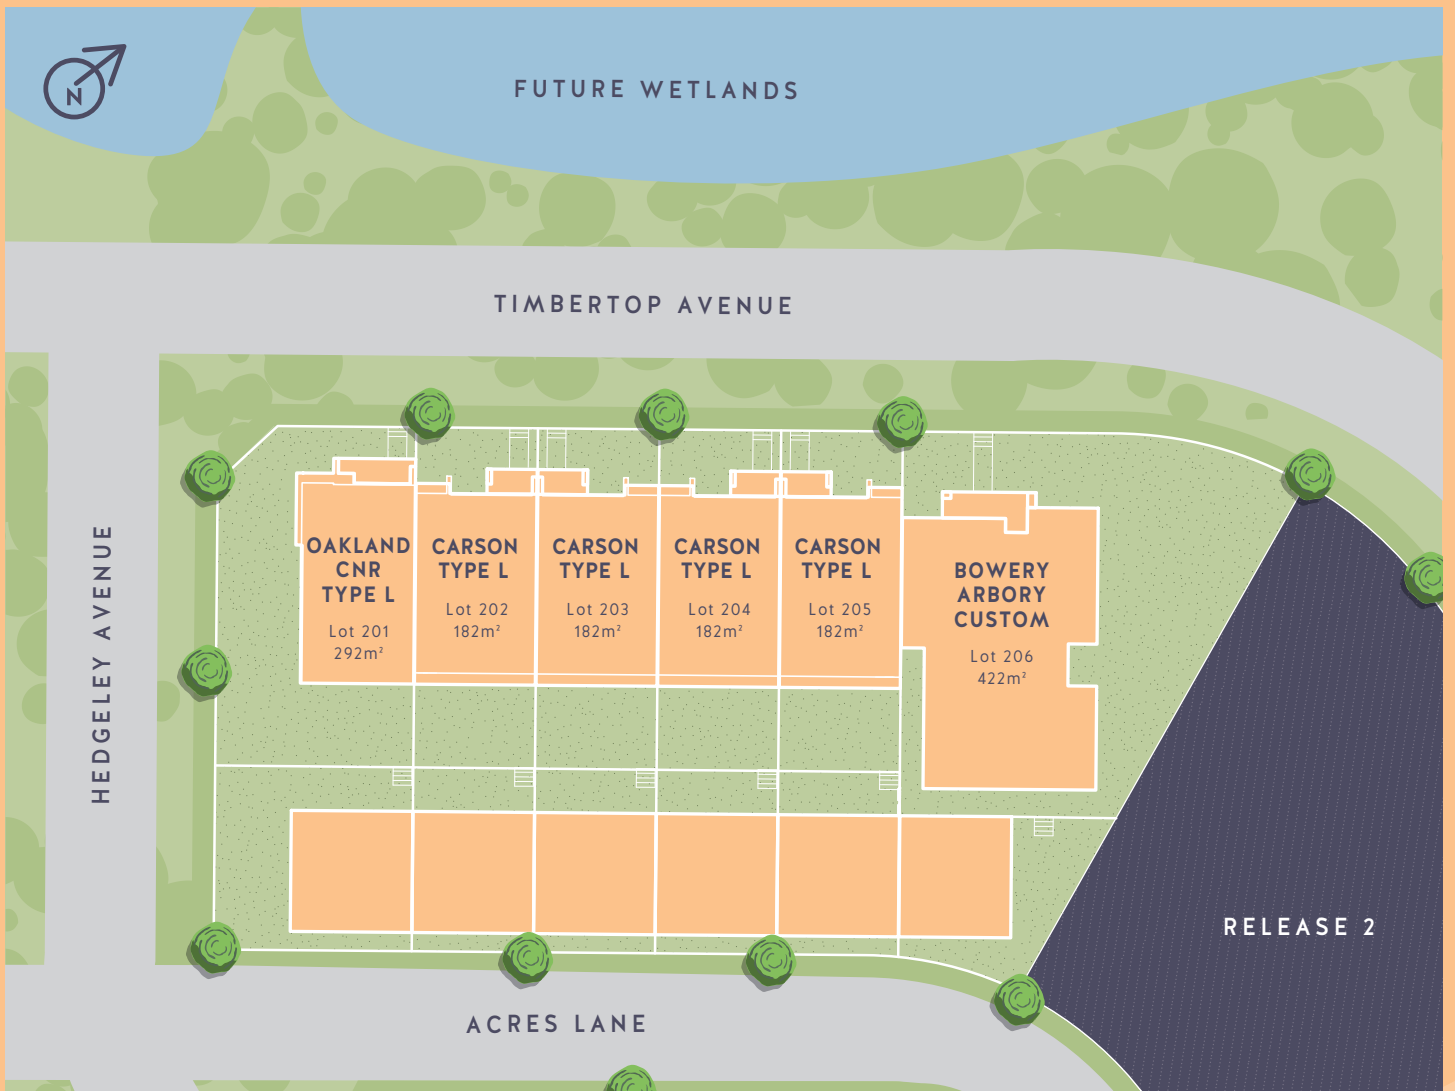 N
FUTURE WETLANDS
TIMBERTOP AVENUE
HEDGELEY AVENUE
OAKLAND
CNR
TYPE L
Lot 201
292m²
CARSON
TYPE L
Lot 202
182m²
CARSON
TYPE L
Lot 203
182m²
CARSON
TYPE L
Lot 204
182m²
CARSON
TYPE L
Lot 205
182m²
BOWERY
ARBORY
CUSTOM
Lot 206
422m²
RELEASE 2
ACRES LANE